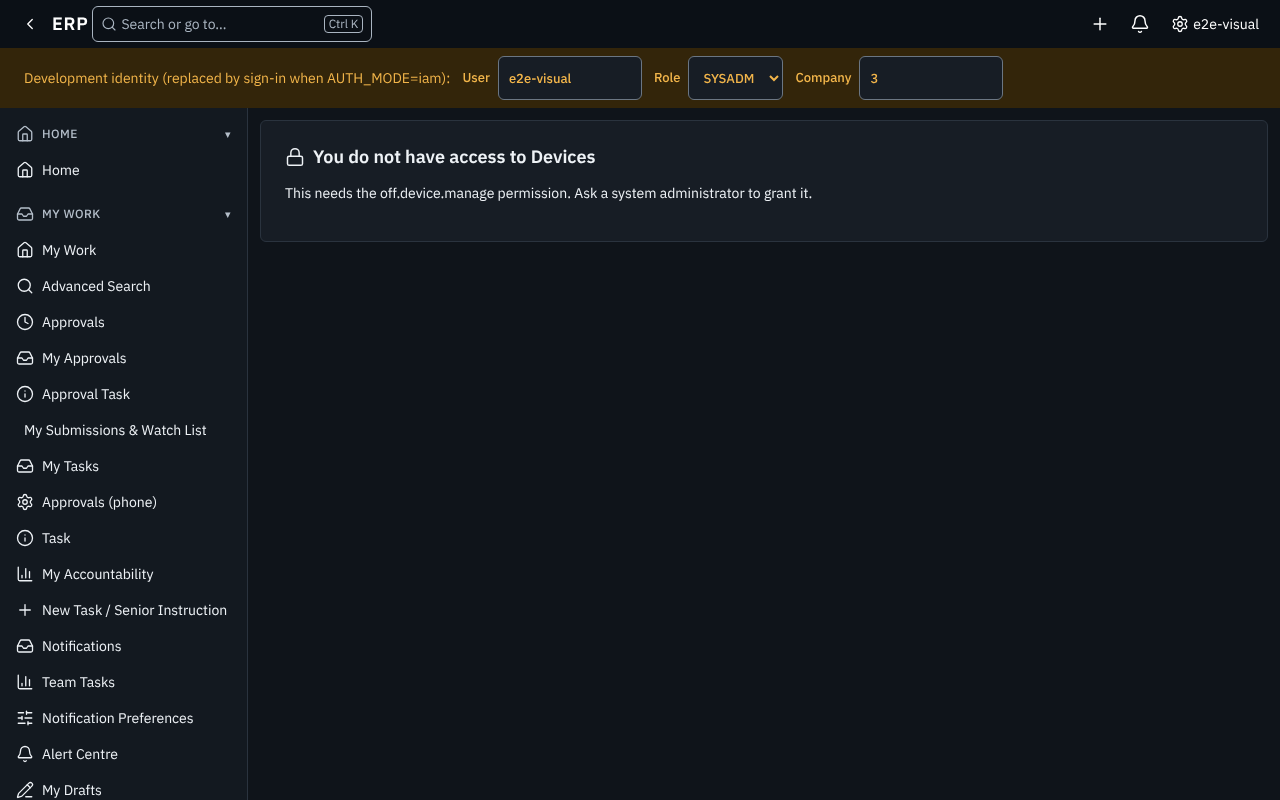 ERP
Search or go to...
Ctrl K
e2e-visual
Development identity (replaced by sign-in when AUTH_MODE=iam):
User
e2e-visual
Role
SYSADM
Company
3
HOME
Home
MY WORK
My Work
Advanced Search
Approvals
My Approvals
Approval Task
My Submissions & Watch List
My Tasks
Approvals (phone)
Task
My Accountability
New Task / Senior Instruction
Notifications
Team Tasks
Notification Preferences
Alert Centre
My Drafts
You do not have access to Devices
This needs the off.device.manage permission. Ask a system administrator to grant it.